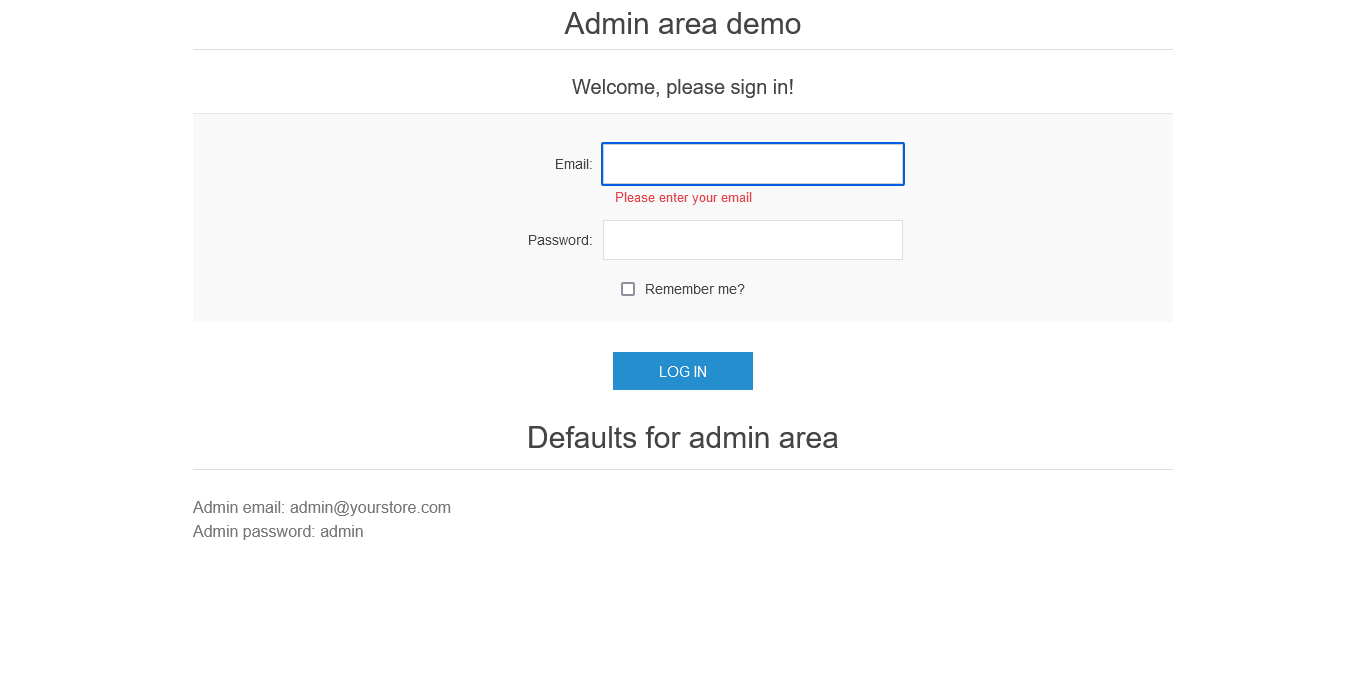 Admin area demo
Welcome, please sign in!
Email:
Please enter your email
Password:
Remember me?
LOG IN
Defaults for admin area
Admin email: admin@yourstore.com
Admin password: admin